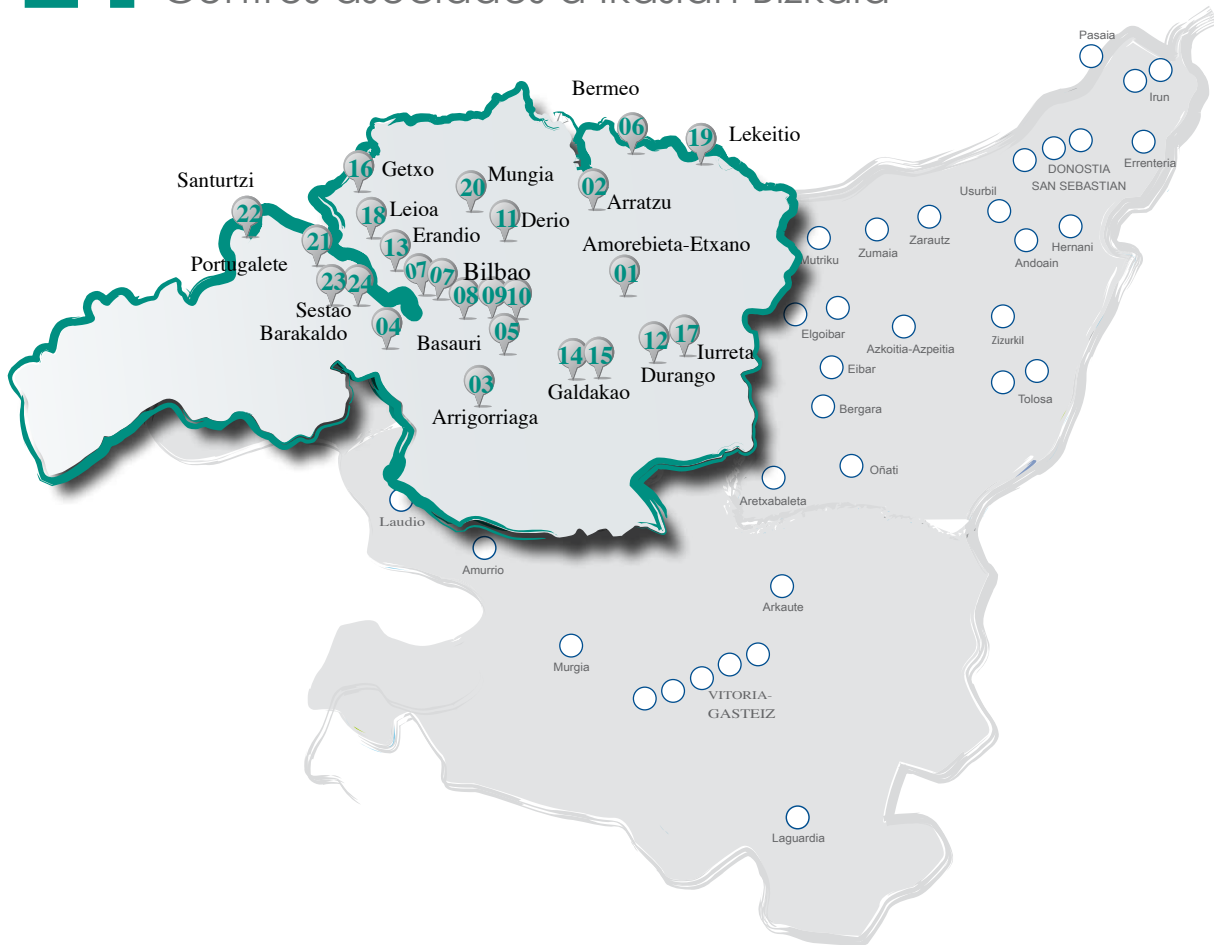 Pasaia
Irun
Bermeo
06
19
Lekeitio
DONOSTIA
SAN SEBASTIAN
Errenteria
16
Getxo
Santurtzi
20
Mungia
02
Arratzu
Usurbil
22
18
Leioa
11
Derio
Zarautz
Hernani
21
13
Erandio
Amorebieta-Etxano
Mutriku
Zumaia
Andoain
Portugalete
07
07
Bilbao
01
23
24
08
09
10
Sestao
Barakaldo
04
Basauri
05
12
17
Iurreta
Durango
Elgoibar
Azkoitia-Azpeitia
Zizurkil
14
15
Galdakao
Eibar
03
Arrigorriaga
Bergara
Tolosa
Oñati
Aretxabaleta
Laudio
Amurrio
Arkaute
Murgia
VITORIA-
GASTEIZ
Laguardia